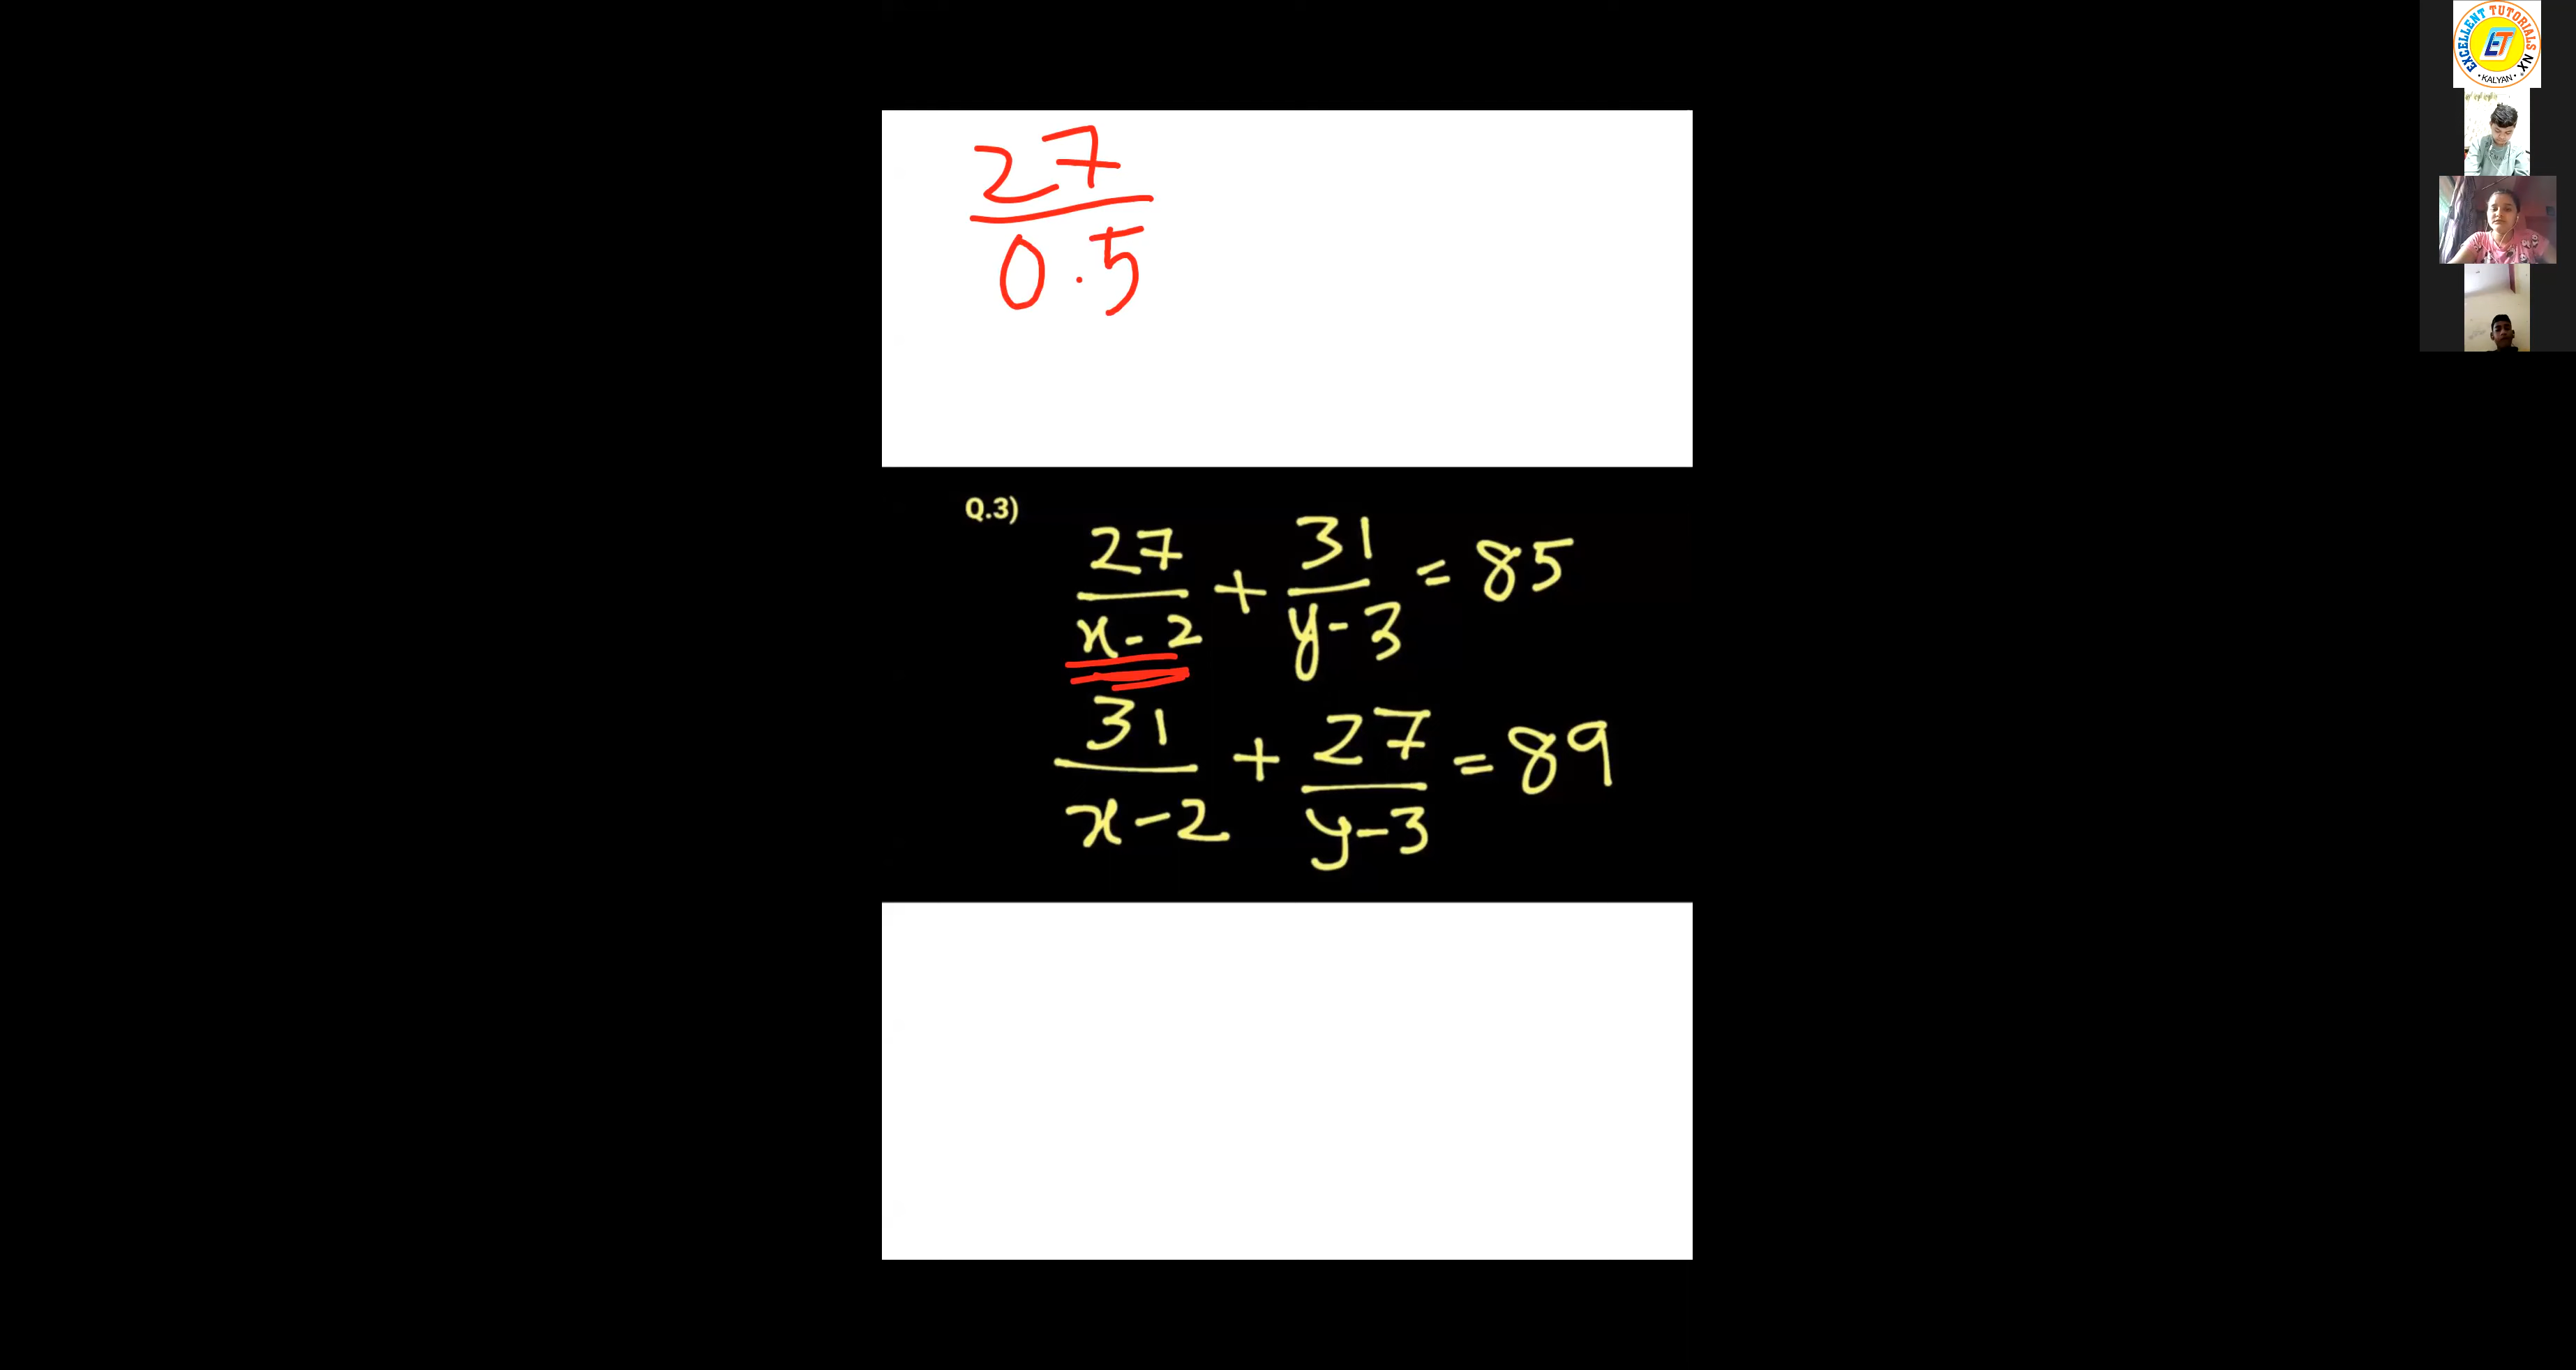 EXCELLENT TUTORIALS NX.
ET
• KALYAN •
27
0.5
Q.3)
27/(x-2) + 31/(y-3) = 85
31/(x-2) + 27/(y-3) = 89